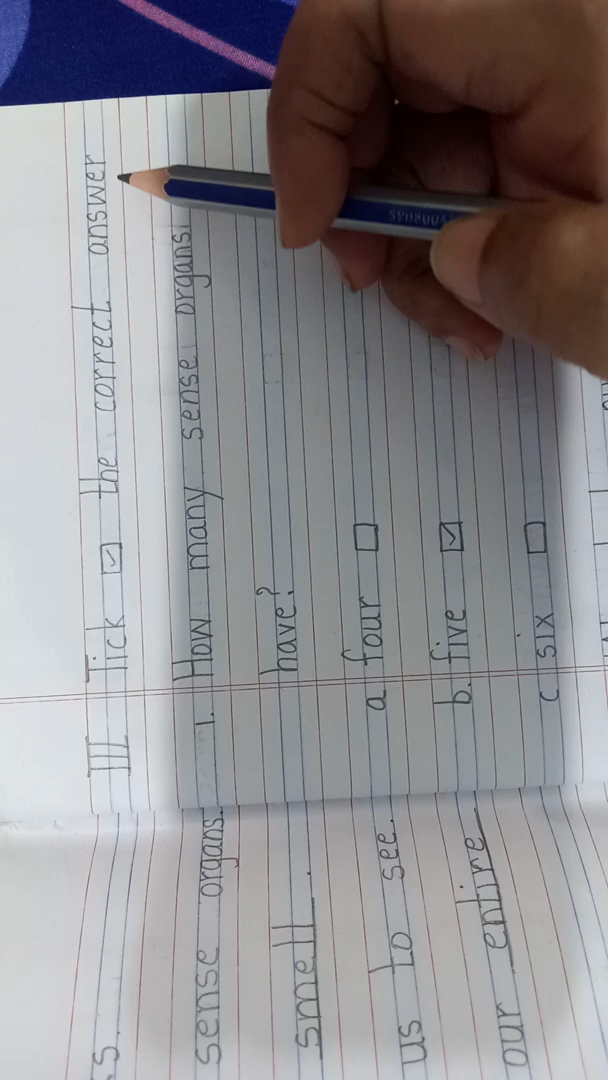 III Tick ☑ the correct answer
1. How many sense organs
have?
a four ☐
b. five ☑
c six ☐
s.
sense organs.
smell.
us to see.
our entire